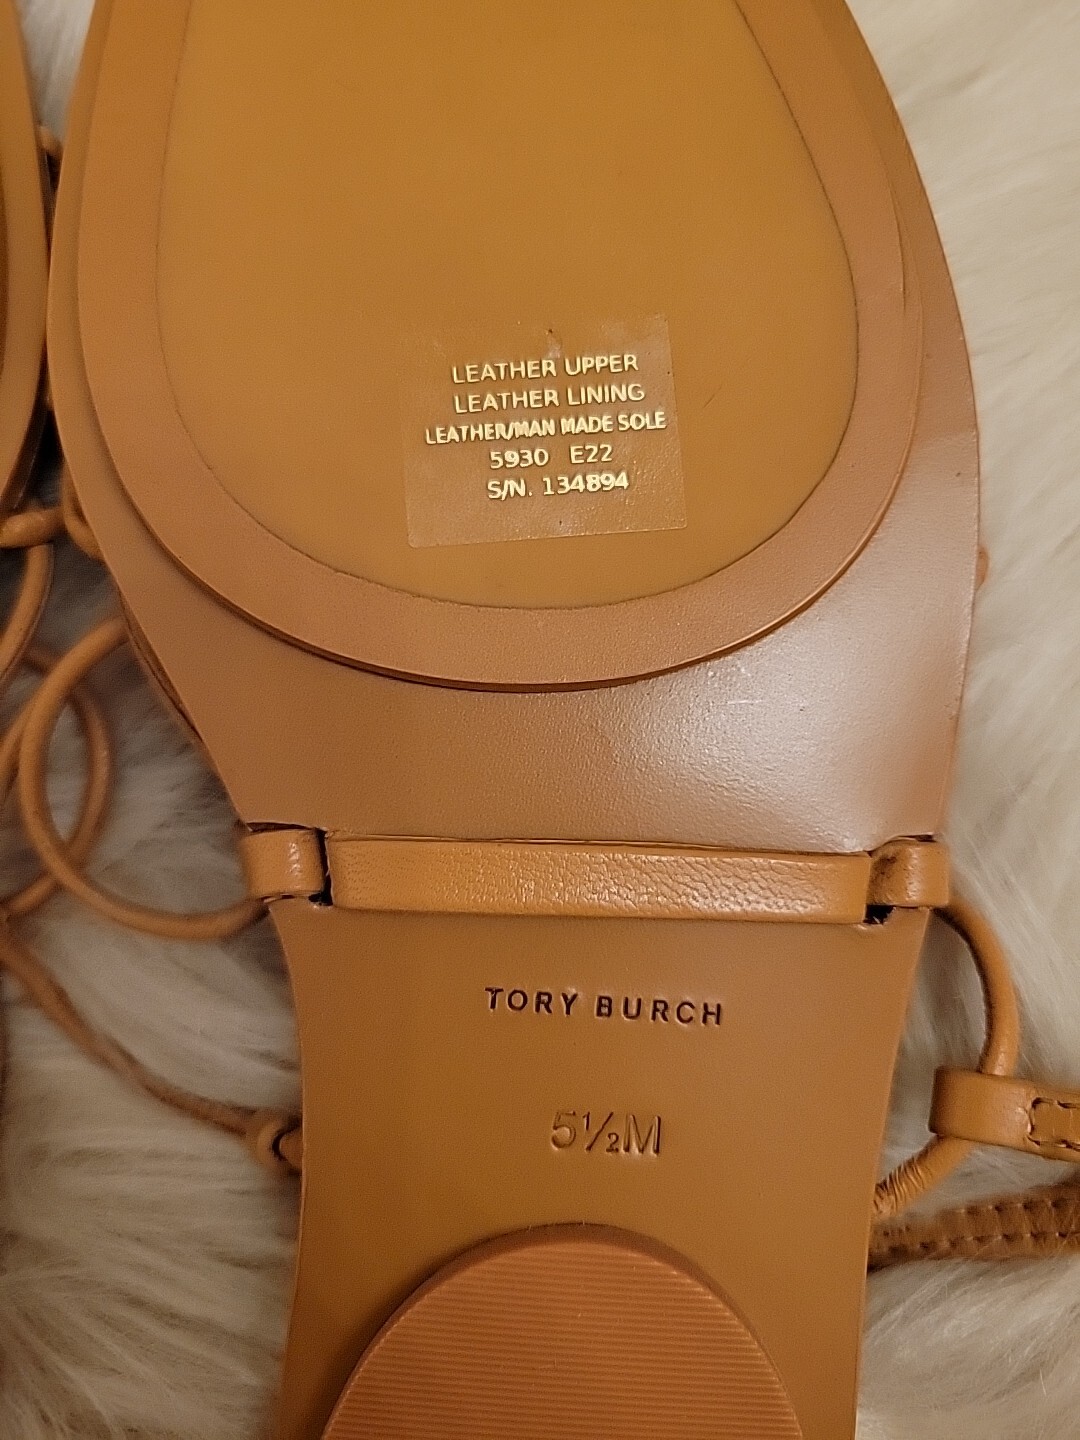 LEATHER UPPER
LEATHER LINING
LEATHER/MAN MADE SOLE
5930 E22
S/N. 134894
TORY BURCH
5½M